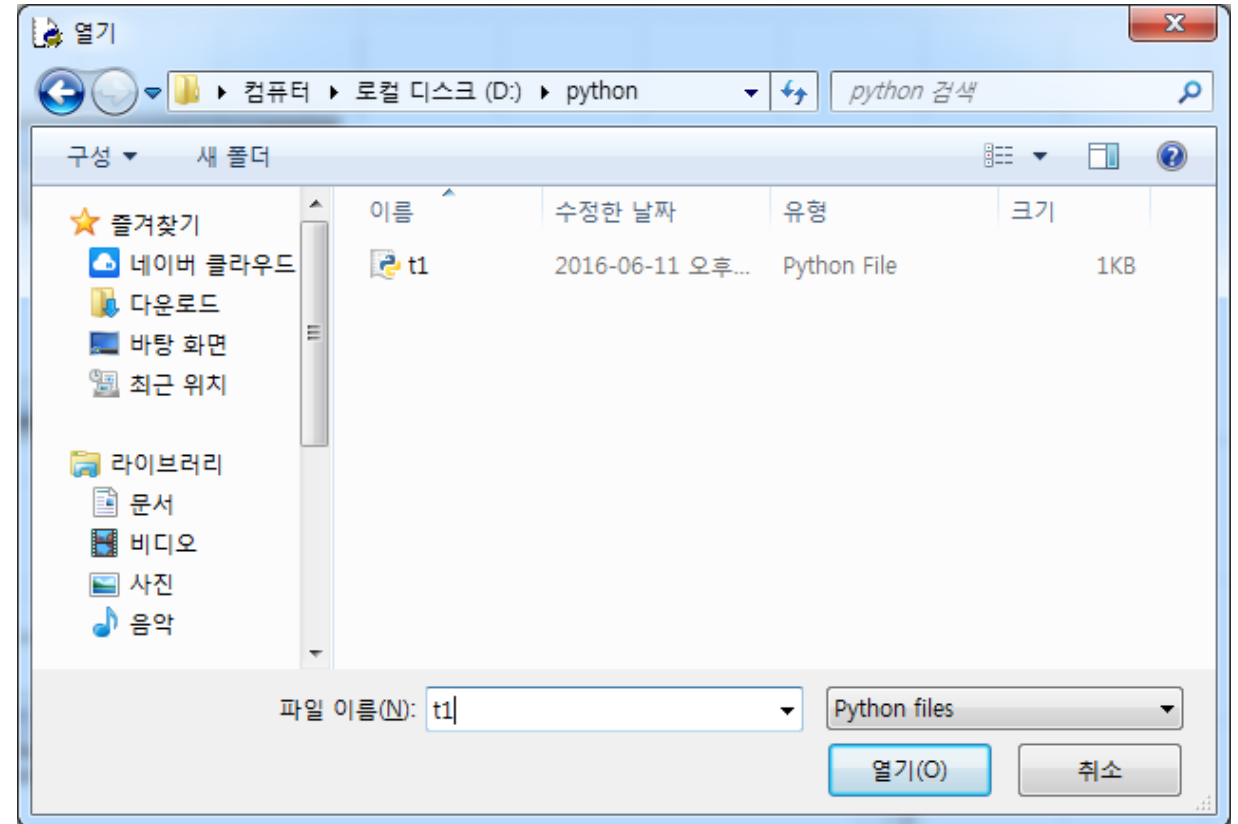 열기
컴퓨터 로컬 디스크 (D:) python
python 검색
구성 새 폴더
즐겨찾기
네이버 클라우드
다운로드
바탕 화면
최근 위치
라이브러리
문서
비디오
사진
음악
이름 수정한 날짜 유형 크기
t1 2016-06-11 오후... Python File 1KB
파일 이름(N): t1 Python files
열기(O) 취소